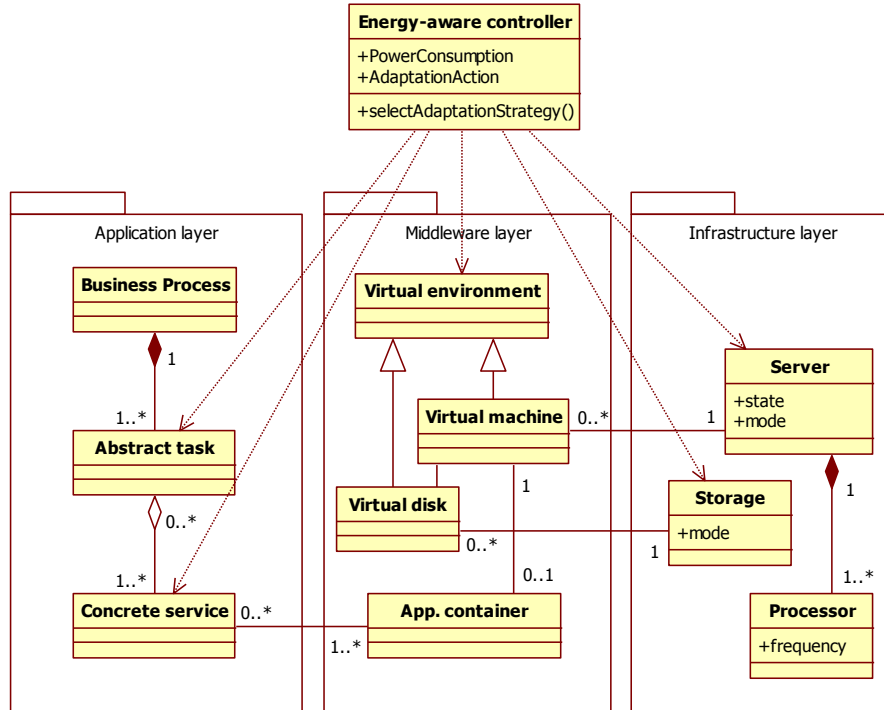 Energy-aware controller
+PowerConsumption
+AdaptationAction
+selectAdaptationStrategy()
Application layer
Middleware layer
Infrastructure layer
Business Process
1
1..*
Abstract task
0..*
1..*
Concrete service
0..*
1..*
Virtual environment
Virtual machine
0..*
1
1
0..1
Virtual disk
0..*
1
App. container
Server
+state
+mode
1
1..*
Storage
+mode
Processor
+frequency